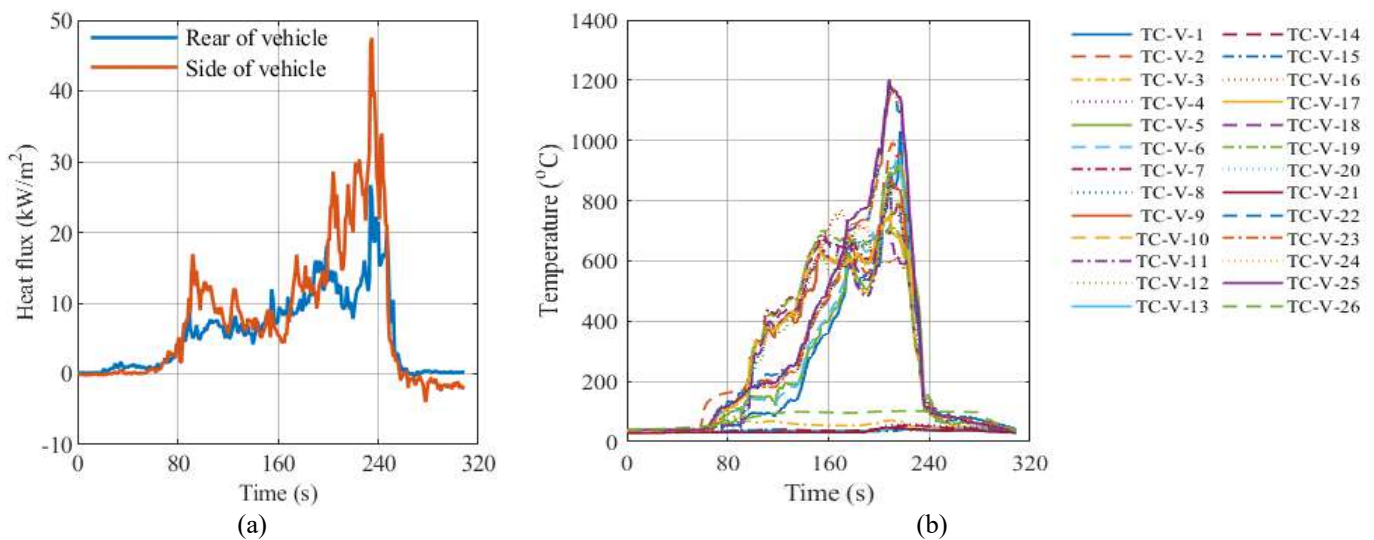 50
40
30
20
10
0
-10
Heat flux (kW/m²)
Rear of vehicle
Side of vehicle
0 80 160 240 320
Time (s)
(a)
1400
1200
1000
800
600
400
200
0
Temperature (°C)
0 80 160 240 320
Time (s)
(b)
TC-V-1 TC-V-14
TC-V-2 TC-V-15
TC-V-3 TC-V-16
TC-V-4 TC-V-17
TC-V-5 TC-V-18
TC-V-6 TC-V-19
TC-V-7 TC-V-20
TC-V-8 TC-V-21
TC-V-9 TC-V-22
TC-V-10 TC-V-23
TC-V-11 TC-V-24
TC-V-12 TC-V-25
TC-V-13 TC-V-26